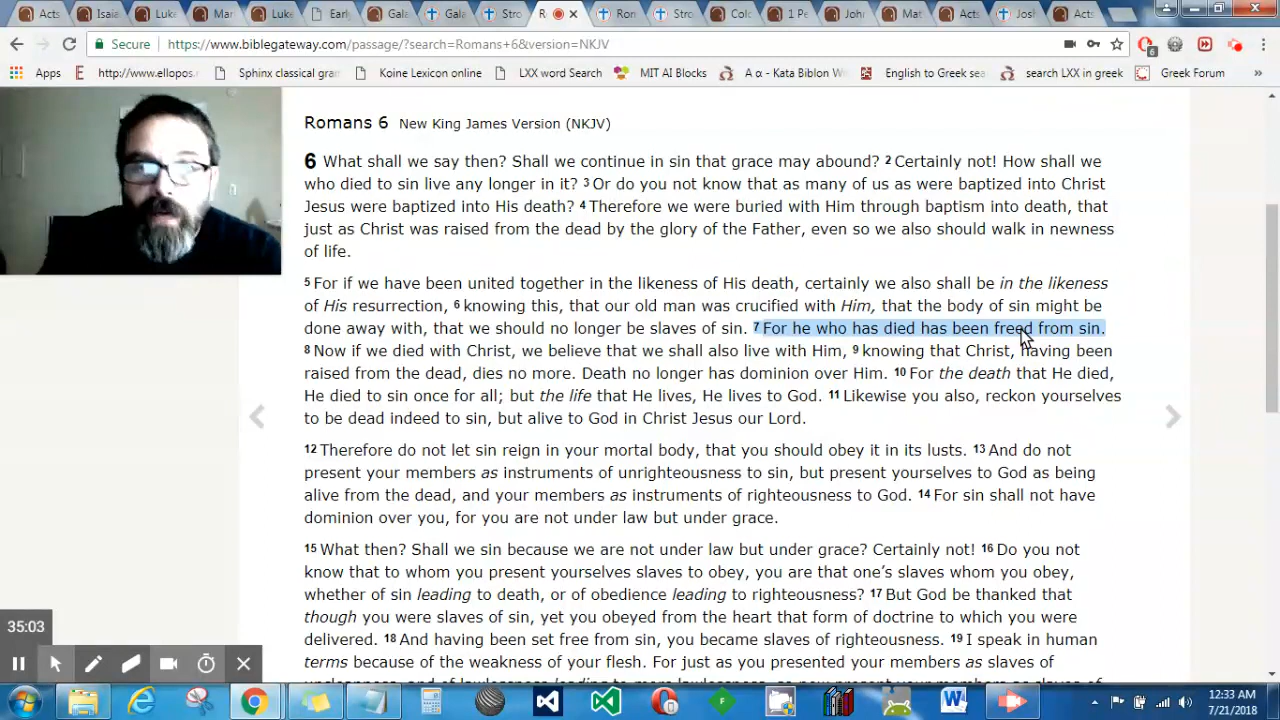 Acts
Isaia
Luka
Mar
Luka
Early
Gala
Gala
Stro
R
Rom
Stro
Colo
1 Pe
John
Mat
Acts
Josh
Acts
Secure
https://www.biblegateway.com/passage/?search=Romans+6&version=NKJV
6
Apps
http://www.ellopos.
Sphinx classical gra
Koine Lexicon online
LXX word Search
MIT AI Blocks
A α - Kata Biblon W
English to Greek sea
search LXX in greek
Greek Forum
»
Romans 6 New King James Version (NKJV)
6 What shall we say then? Shall we continue in sin that grace may abound? 2 Certainly not! How shall we
who died to sin live any longer in it? 3 Or do you not know that as many of us as were baptized into Christ
Jesus were baptized into His death? 4 Therefore we were buried with Him through baptism into death, that
just as Christ was raised from the dead by the glory of the Father, even so we also should walk in newness
of life.
5 For if we have been united together in the likeness of His death, certainly we also shall be in the likeness
of His resurrection, 6 knowing this, that our old man was crucified with Him, that the body of sin might be
done away with, that we should no longer be slaves of sin. 7 For he who has died has been freed from sin.
8 Now if we died with Christ, we believe that we shall also live with Him, 9 knowing that Christ, having been
raised from the dead, dies no more. Death no longer has dominion over Him. 10 For the death that He died,
He died to sin once for all; but the life that He lives, He lives to God. 11 Likewise you also, reckon yourselves
to be dead indeed to sin, but alive to God in Christ Jesus our Lord.
12 Therefore do not let sin reign in your mortal body, that you should obey it in its lusts. 13 And do not
present your members as instruments of unrighteousness to sin, but present yourselves to God as being
alive from the dead, and your members as instruments of righteousness to God. 14 For sin shall not have
dominion over you, for you are not under law but under grace.
15 What then? Shall we sin because we are not under law but under grace? Certainly not! 16 Do you not
know that to whom you present yourselves slaves to obey, you are that one's slaves whom you obey,
whether of sin leading to death, or of obedience leading to righteousness? 17 But God be thanked that
though you were slaves of sin, yet you obeyed from the heart that form of doctrine to which you were
delivered. 18 And having been set free from sin, you became slaves of righteousness. 19 I speak in human
terms because of the weakness of your flesh. For just as you presented your members as slaves of
35:03
12:33 AM
7/21/2018